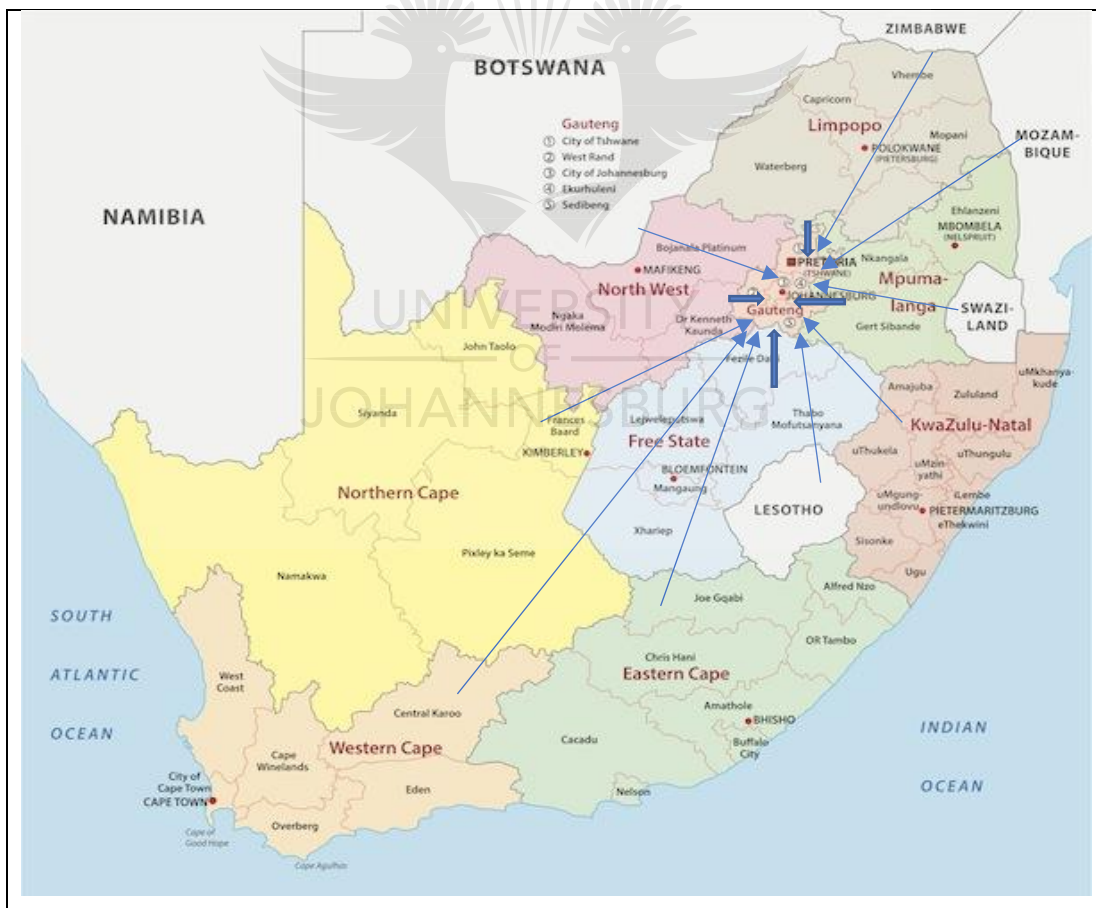 ZIMBABWE
BOTSWANA
Vhembe
Capricorn
Limpopo
Mopani
POLOKWANE
(PIETERSBURG)
Waterberg
MOZAM-
BIQUE
Gauteng
① City of Tshwane
② West Rand
③ City of Johannesburg
④ Ekurhuleni
⑤ Sedibeng
NAMIBIA
Ehlanzeni
MBOMBELA
(NELSPRUIT)
Bojanala Platinum
MAFIKENG
North West
Ngaka
Modiri Molema
Dr Kenneth
Kaunda
①
PRETORIA
(TSHWANE)
Nkangala
Mpuma-
langa
③ ④
②
JOHANNESBURG
Gauteng
⑤
Gert Sibande
SWAZI-
LAND
UNIVERSITY
OF
JOHANNESBURG
John Taolo
Siyanda
Frances
Baard
KIMBERLEY
Northern Cape
Pixley ka Seme
Namakwa
Fezile Dabi
Lejweleputswa
Thabo
Mofutsanyana
Free State
BLOEMFONTEIN
Mangaung
Xhariep
LESOTHO
uMkhanya-
kude
Amajuba
Zululand
KwaZulu-Natal
uThukela
uMzin-
yathi
uThungulu
uMgung-
undlovu
iLembe
PIETERMARITZBURG
eThekwini
Sisonke
Ugu
Joe Gqabi
Alfred Nzo
OR Tambo
Chris Hani
Eastern Cape
Amathole
BHISHO
Buffalo
City
Cacadu
Nelson
West
Coast
Central Karoo
Western Cape
Cape
Winelands
City of
Cape Town
CAPE TOWN
Eden
Overberg
Cape of
Good Hope
Cape Agulhas
SOUTH
ATLANTIC
OCEAN
INDIAN
OCEAN